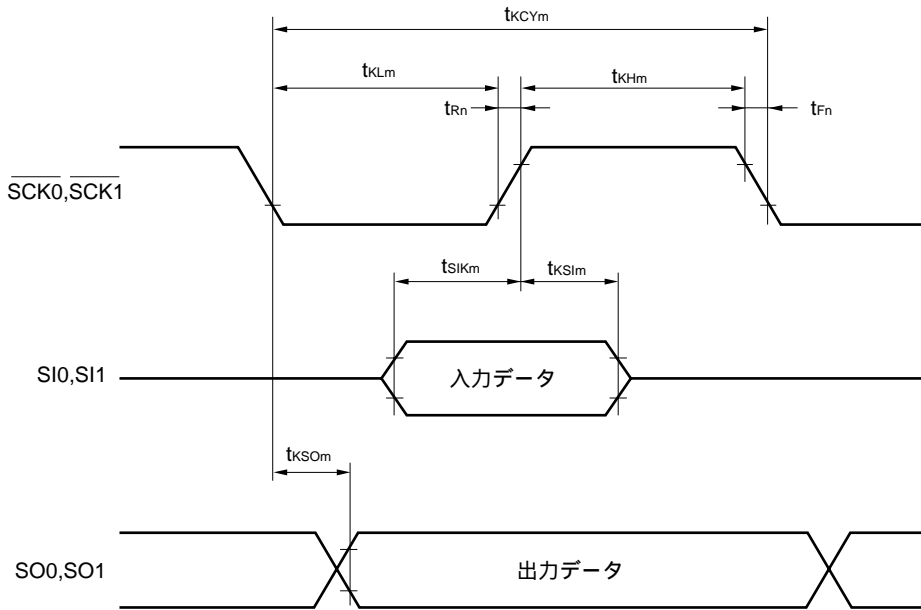 tKCYm
tKLm
tKHm
tRn
tFn
SCK0,SCK1
tSIKm
tKSIm
SI0,SI1
入力データ
tKSOm
SO0,SO1
出力データ